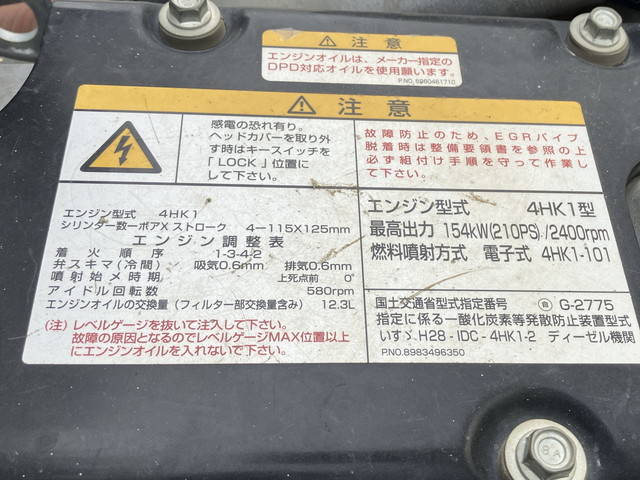 注意
エンジンオイルは、メーカー指定の
DPD対応オイルを使用願います。
P.NO.8980461710
注意
感電の恐れ有り。
ヘッドカバーを取り外
す時はキースイッチを
「LOCK」位置に
して下さい。
故障防止のため、EGRパイプ
脱着時は整備要領書を参照の上
必ず組付け手順を守って作業し
て下さい。
エンジン型式 4HK1
シリンダー数ーボアXストローク 4－115X125mm
エンジン調整表
着火順序 1-3-4-2
弁スキマ(冷間) 吸気0.6mm 排気0.6mm
噴射始メ時期 上死点前 0°
アイドル回転数 580rpm
エンジンオイルの交換量(フィルター部交換量含み) 12.3L
(注)レベルゲージを抜いて注入して下さい。
故障の原因となるのでレベルゲージMAX位置以上
にエンジンオイルを入れないで下さい。
エンジン型式 4HK1型
最高出力 154kW(210PS)/2400rpm
燃料噴射方式 電子式 4HK1-101
国土交通省型式指定番号 G-2775
指定に係る一酸化炭素等発散防止装置型式
いすゞ.H28-IDC-4HK1-2 ディーゼル機関
P.NO.8983496350